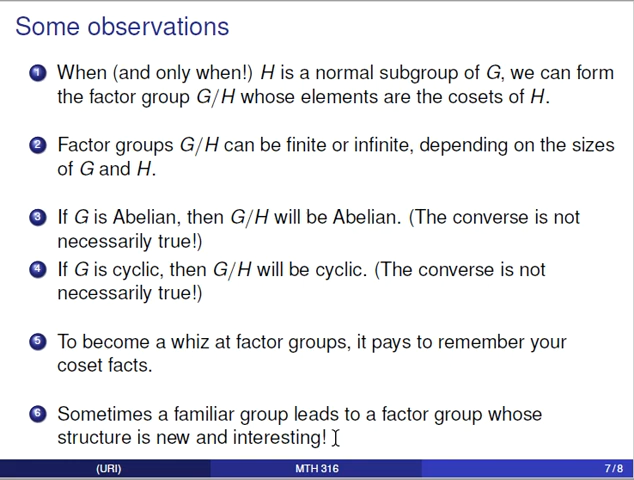 Some observations
1 When (and only when!) H is a normal subgroup of G, we can form
the factor group G/H whose elements are the cosets of H.
2 Factor groups G/H can be finite or infinite, depending on the sizes
of G and H.
3 If G is Abelian, then G/H will be Abelian. (The converse is not
necessarily true!)
4 If G is cyclic, then G/H will be cyclic. (The converse is not
necessarily true!)
5 To become a whiz at factor groups, it pays to remember your
coset facts.
6 Sometimes a familiar group leads to a factor group whose
structure is new and interesting!
(URI) MTH 316 7/8